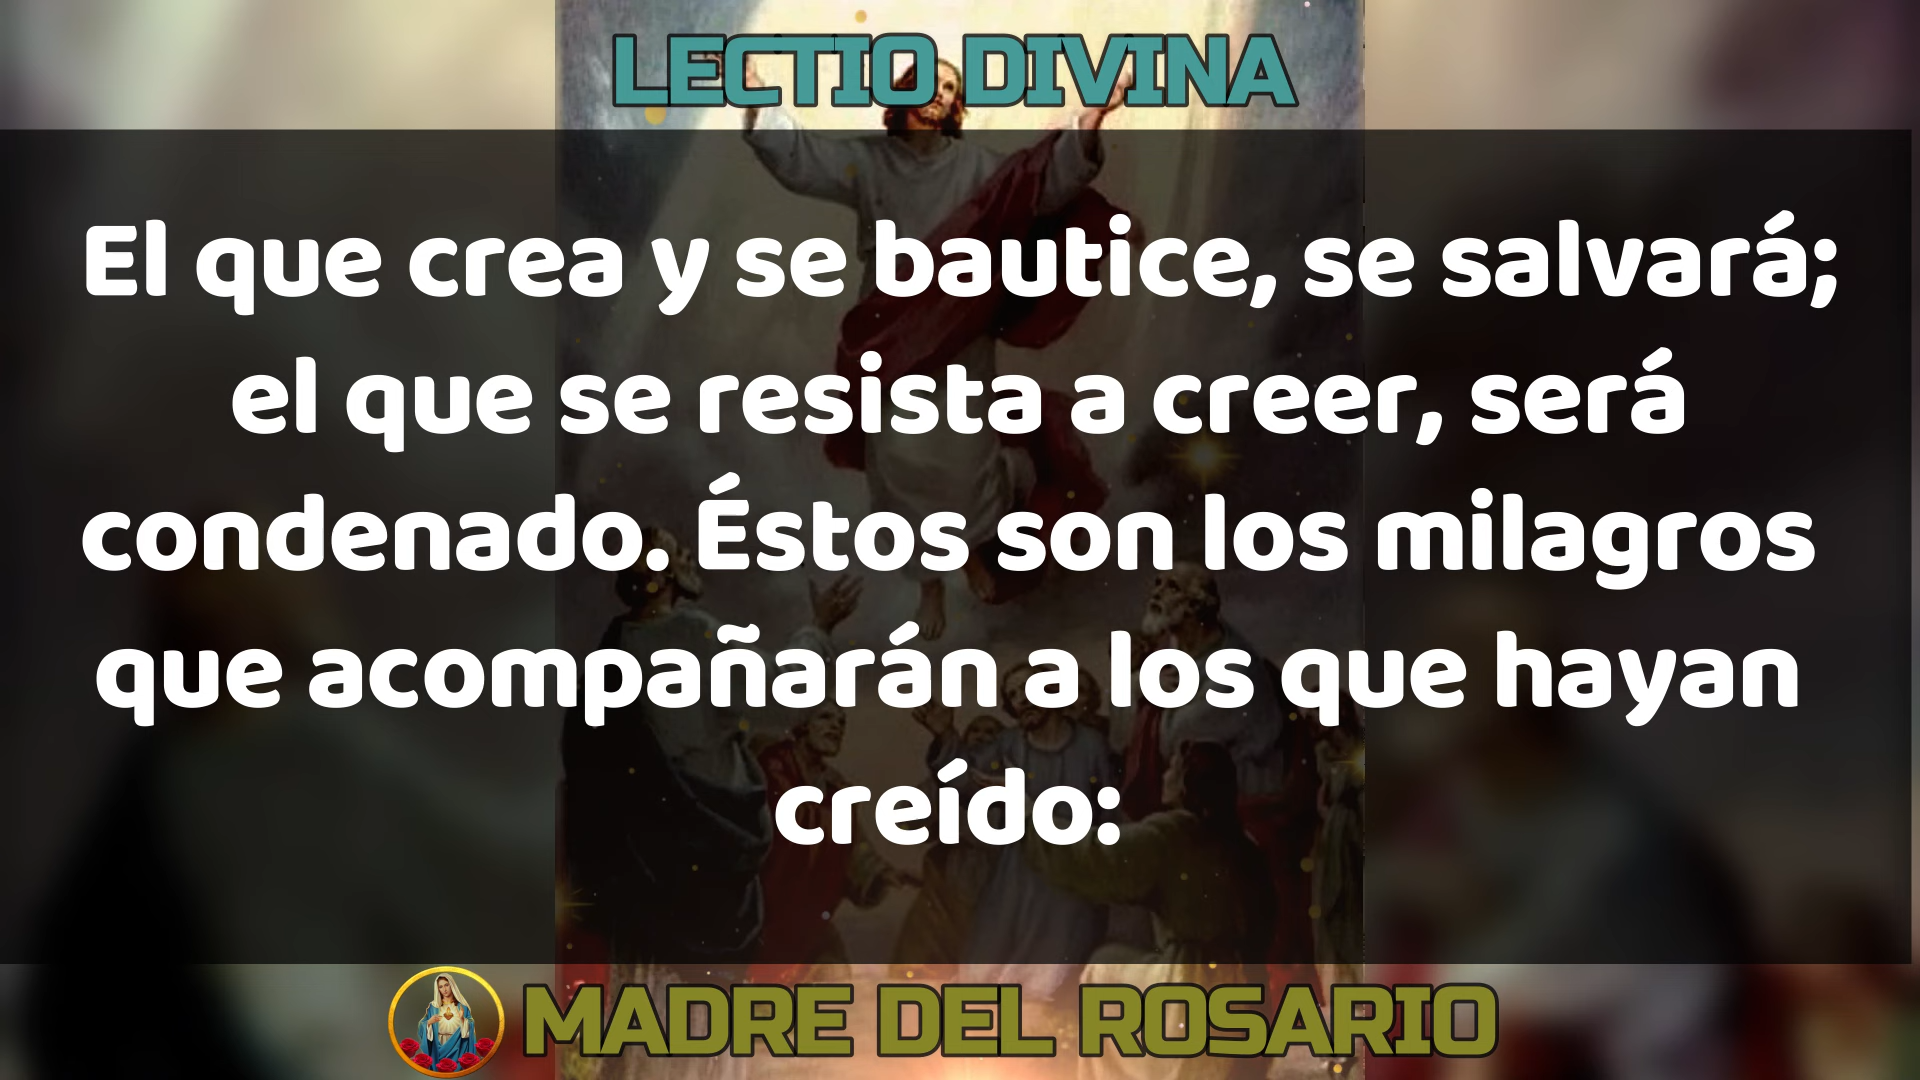 LECTIO DIVINA
El que crea y se bautice, se salvará;
el que se resista a creer, será
condenado. Éstos son los milagros
que acompañarán a los que hayan
creído:
MADRE DEL ROSARIO